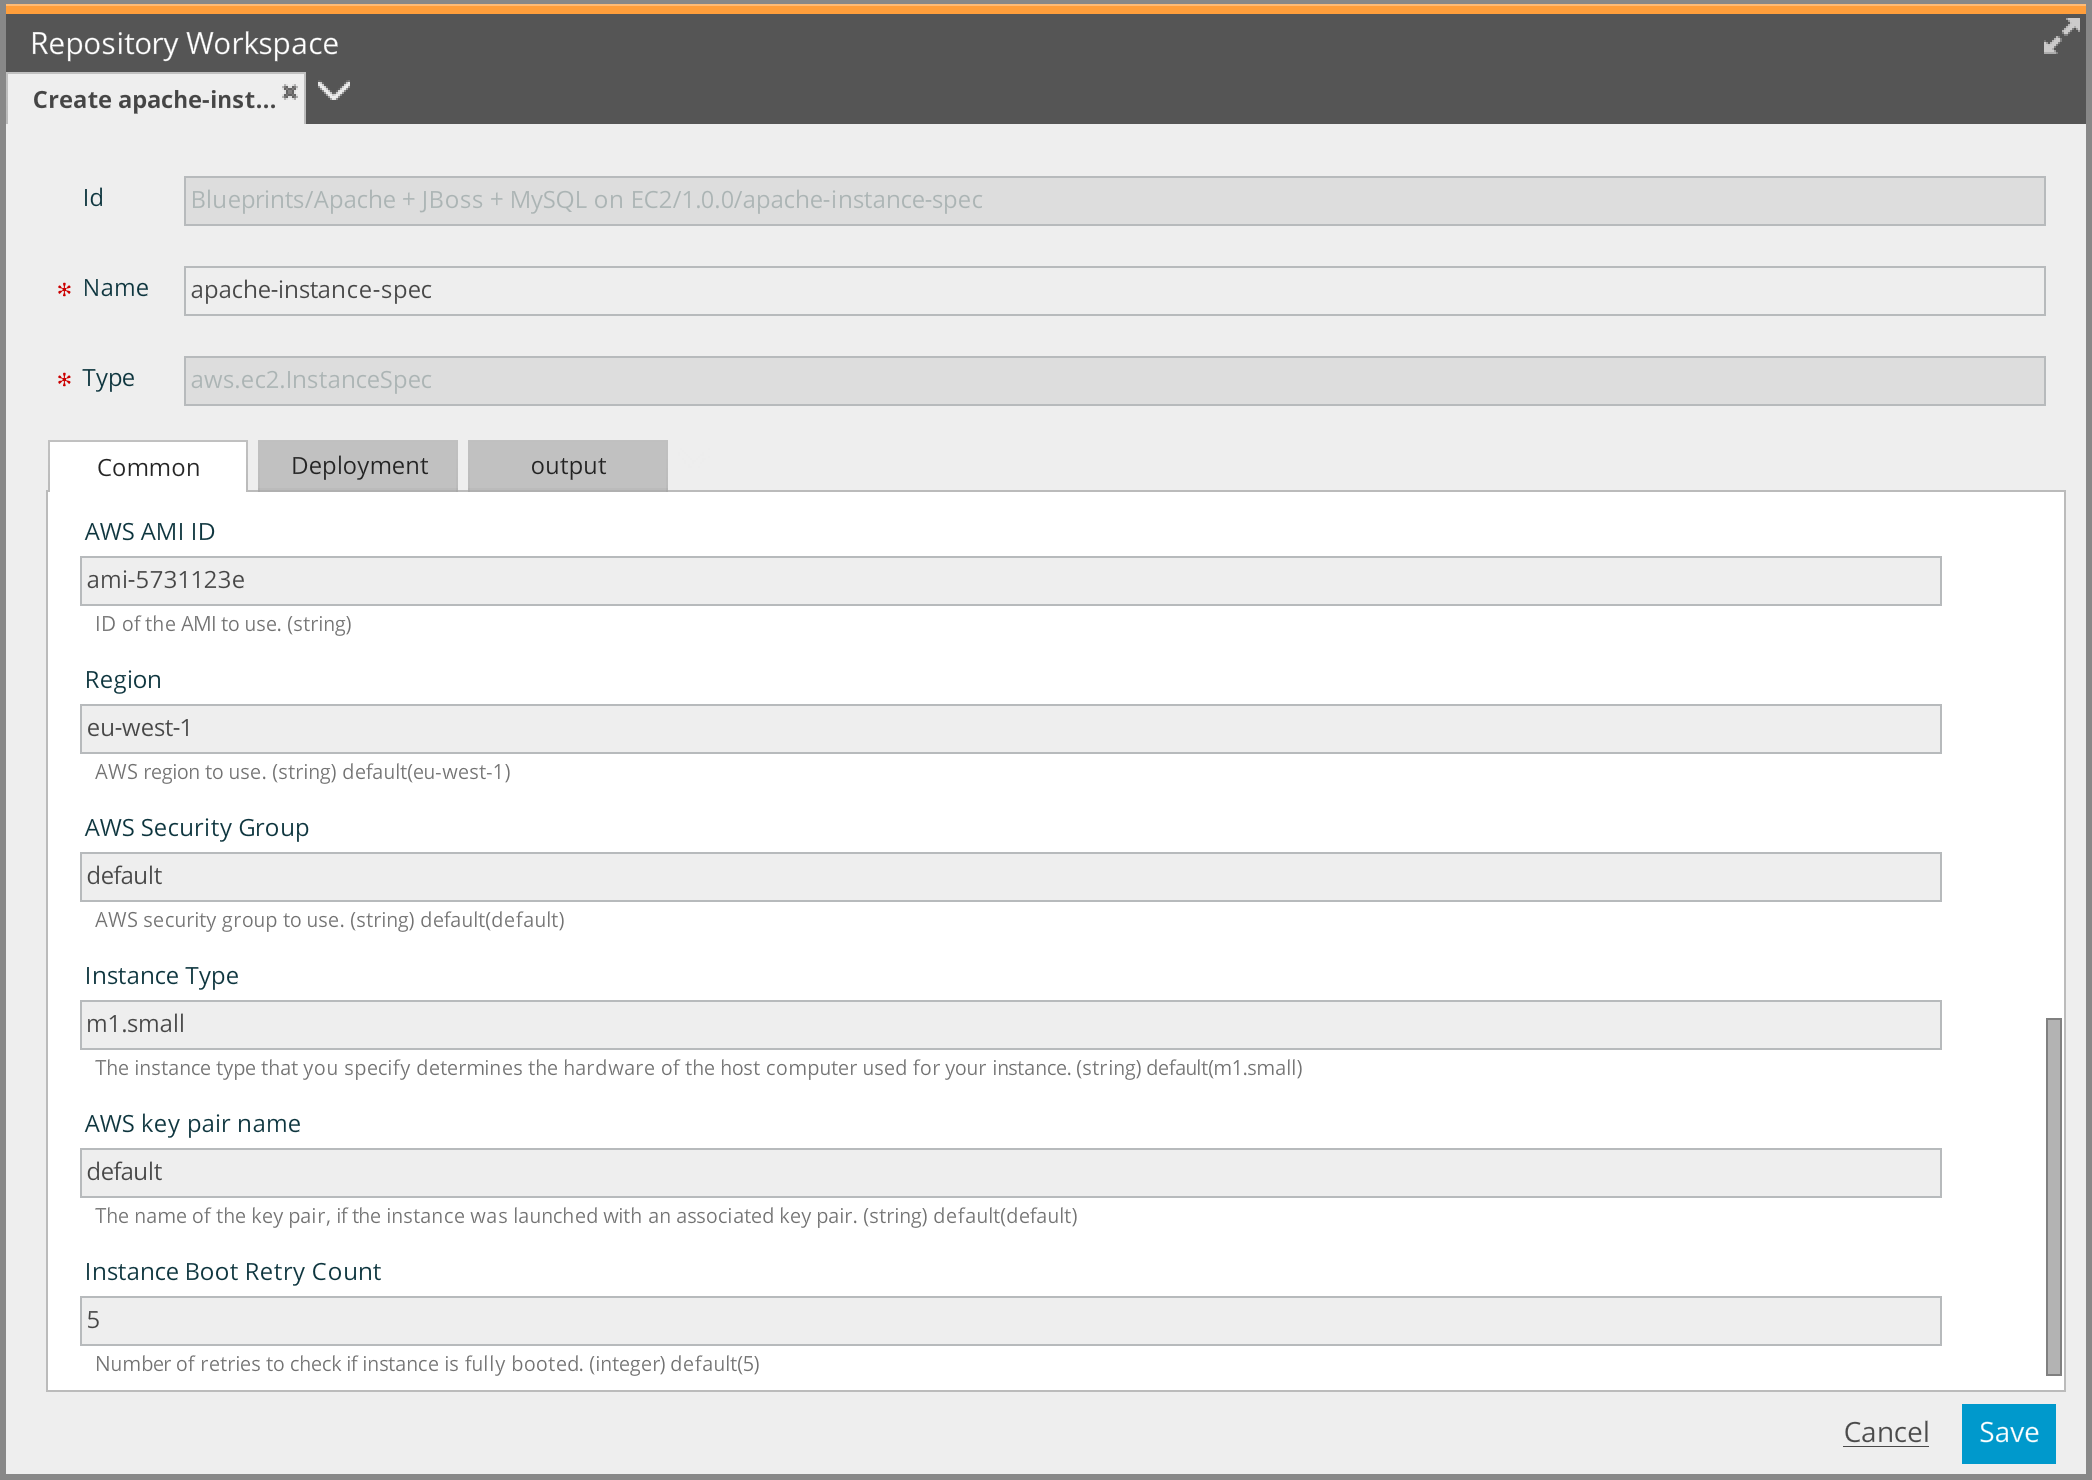 Repository Workspace
Create apache-inst...
Id
Blueprints/Apache + JBoss + MySQL on EC2/1.0.0/apache-instance-spec
* Name
apache-instance-spec
* Type
aws.ec2.InstanceSpec
Common Deployment output
AWS AMI ID
ami-5731123e
ID of the AMI to use. (string)
Region
eu-west-1
AWS region to use. (string) default(eu-west-1)
AWS Security Group
default
AWS security group to use. (string) default(default)
Instance Type
m1.small
The instance type that you specify determines the hardware of the host computer used for your instance. (string) default(m1.small)
AWS key pair name
default
The name of the key pair, if the instance was launched with an associated key pair. (string) default(default)
Instance Boot Retry Count
5
Number of retries to check if instance is fully booted. (integer) default(5)
Cancel Save